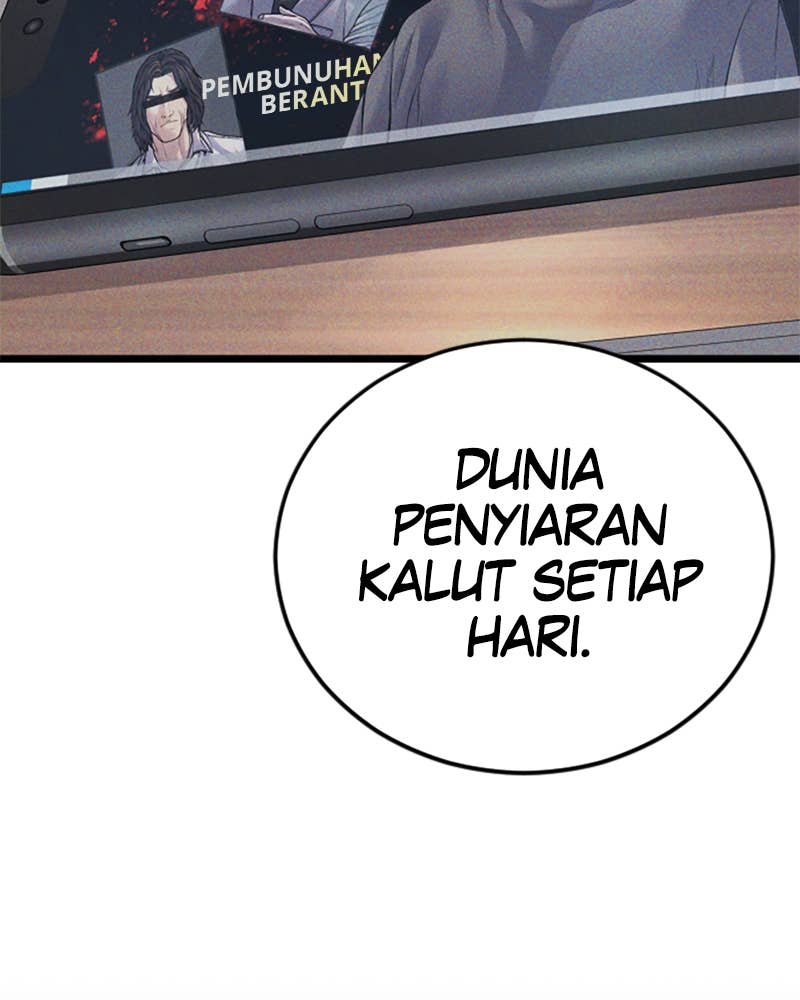 PEMBUNUHAN
BERANT
DUNIA
PENYIARAN
KALUT SETIAP
HARI.